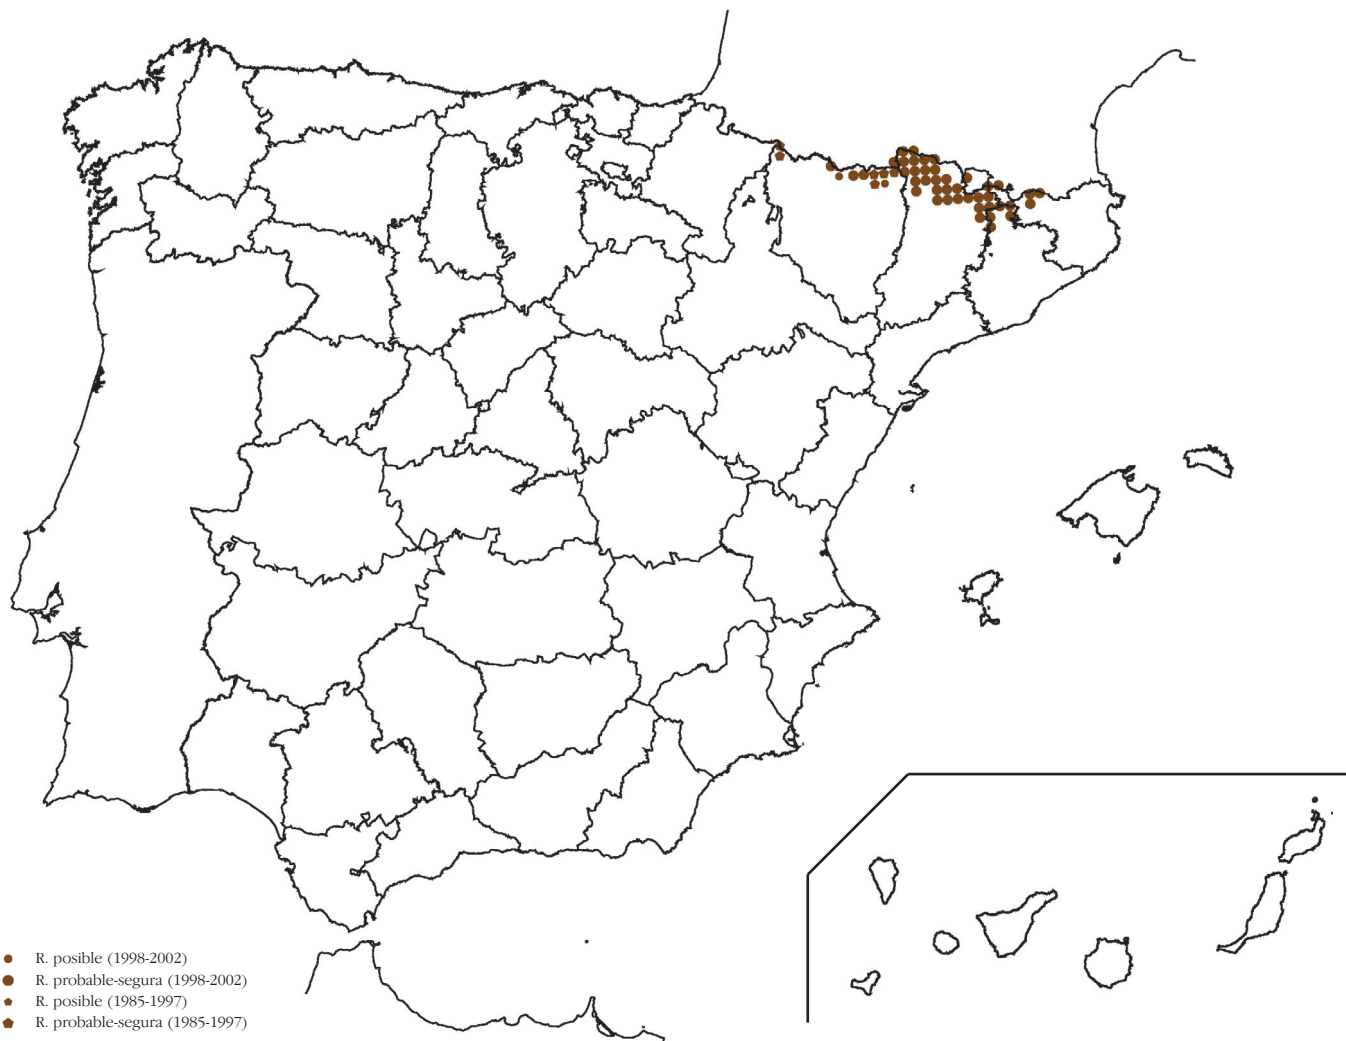 R. posible (1998-2002)
R. probable-segura (1998-2002)
R. posible (1985-1997)
R. probable-segura (1985-1997)